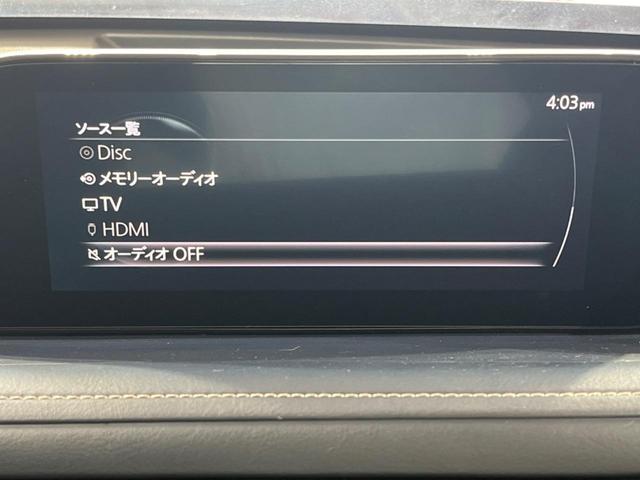 4:03pm
ソース一覧
Disc
メモリーオーディオ
TV
HDMI
オーディオ OFF